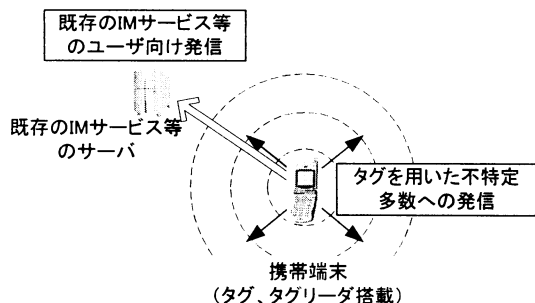 既存のIMサービス等
のユーザ向け発信
既存のIMサービス等
のサーバ
タグを用いた不特定
多数への発信
携帯端末
(タグ、タグリーダ搭載)